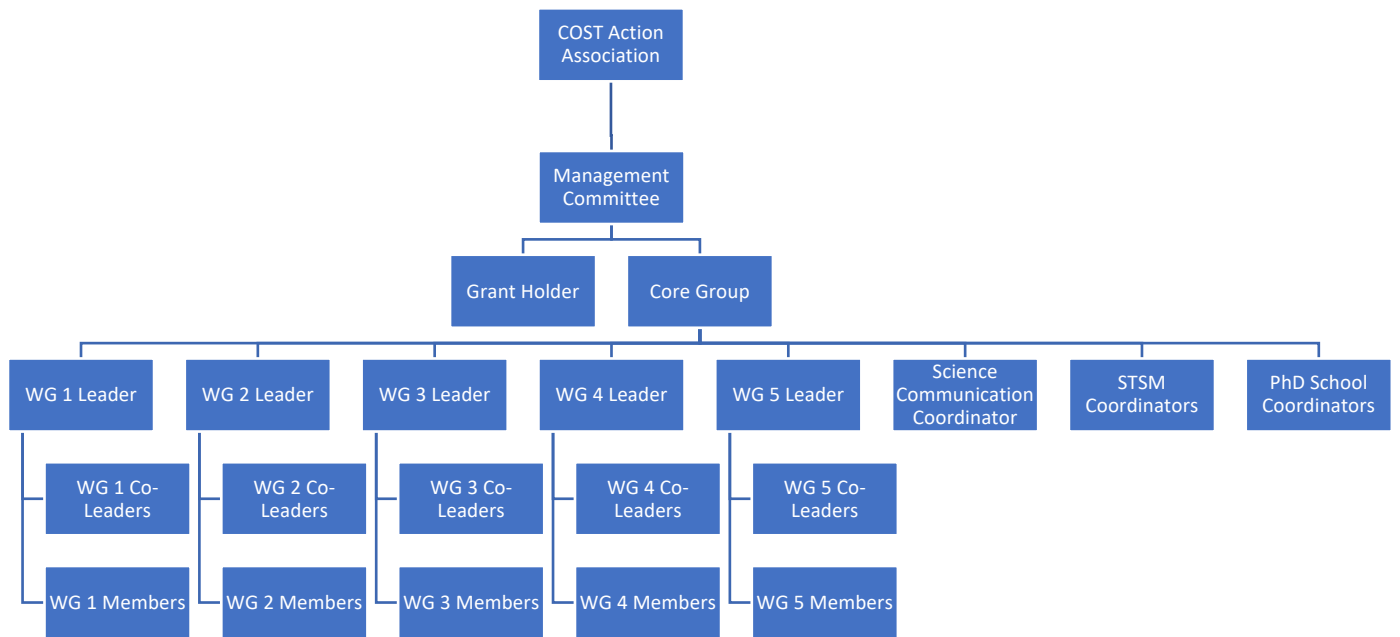 COST Action
Association
Management
Committee
Grant Holder
Core Group
WG 1 Leader
WG 2 Leader
WG 3 Leader
WG 4 Leader
WG 5 Leader
Science
Communication
Coordinator
STSM
Coordinators
PhD School
Coordinators
WG 1 Co-
Leaders
WG 2 Co-
Leaders
WG 3 Co-
Leaders
WG 4 Co-
Leaders
WG 5 Co-
Leaders
WG 1 Members
WG 2 Members
WG 3 Members
WG 4 Members
WG 5 Members